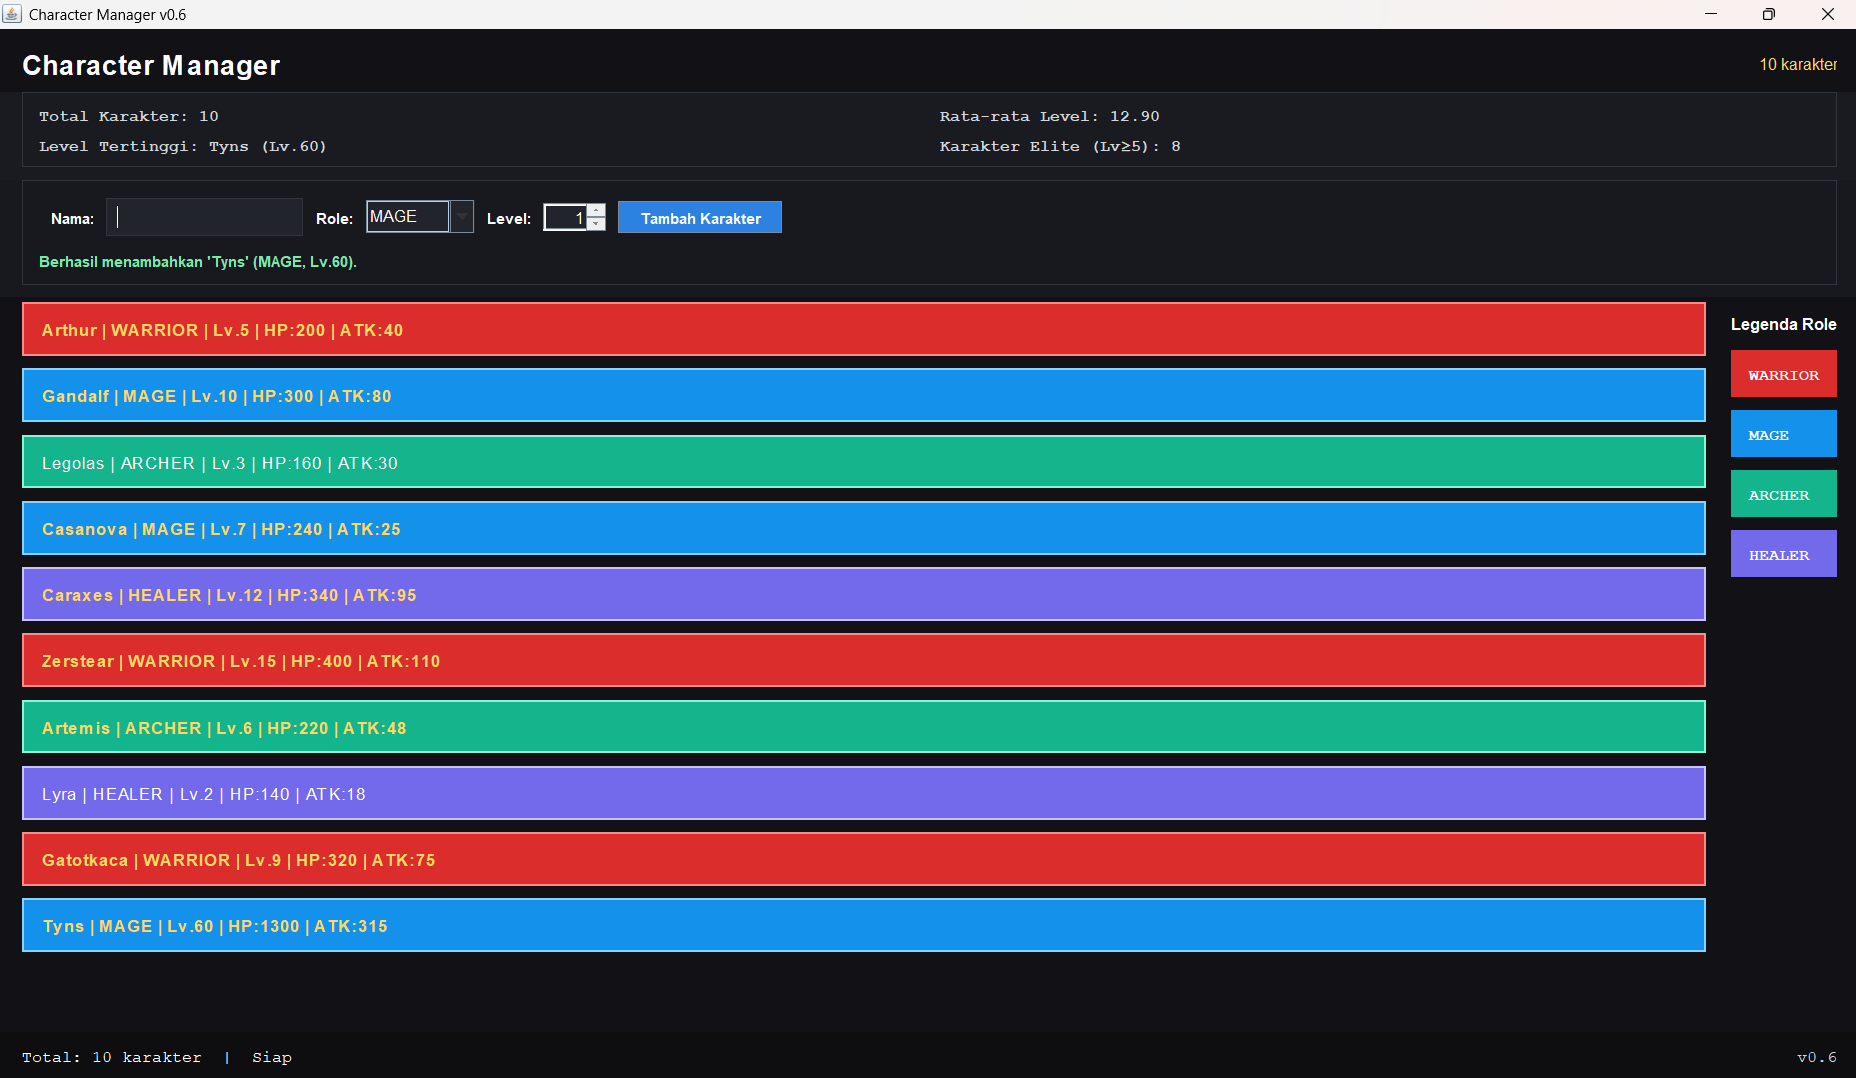 Character Manager v0.6
Character Manager
10 karakter
Total Karakter: 10
Rata-rata Level: 12.90
Level Tertinggi: Tyns (Lv.60)
Karakter Elite (Lv≥5): 8
Nama:
Role: MAGE
Level: 1
Tambah Karakter
Berhasil menambahkan 'Tyns' (MAGE, Lv.60).
Arthur | WARRIOR | Lv.5 | HP:200 | ATK:40
Gandalf | MAGE | Lv.10 | HP:300 | ATK:80
Legolas | ARCHER | Lv.3 | HP:160 | ATK:30
Casanova | MAGE | Lv.7 | HP:240 | ATK:25
Caraxes | HEALER | Lv.12 | HP:340 | ATK:95
Zerstear | WARRIOR | Lv.15 | HP:400 | ATK:110
Artemis | ARCHER | Lv.6 | HP:220 | ATK:48
Lyra | HEALER | Lv.2 | HP:140 | ATK:18
Gatotkaca | WARRIOR | Lv.9 | HP:320 | ATK:75
Tyns | MAGE | Lv.60 | HP:1300 | ATK:315
Legenda Role
WARRIOR
MAGE
ARCHER
HEALER
Total: 10 karakter | Siap
v0.6